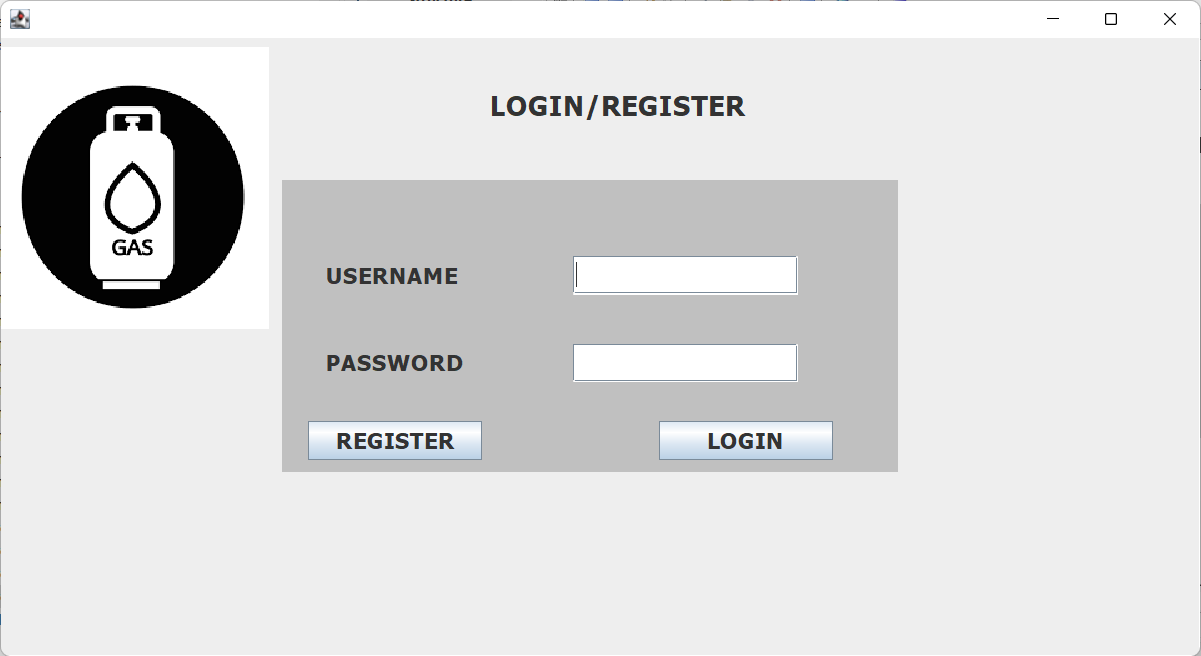 LOGIN/REGISTER
GAS
USERNAME
PASSWORD
REGISTER
LOGIN